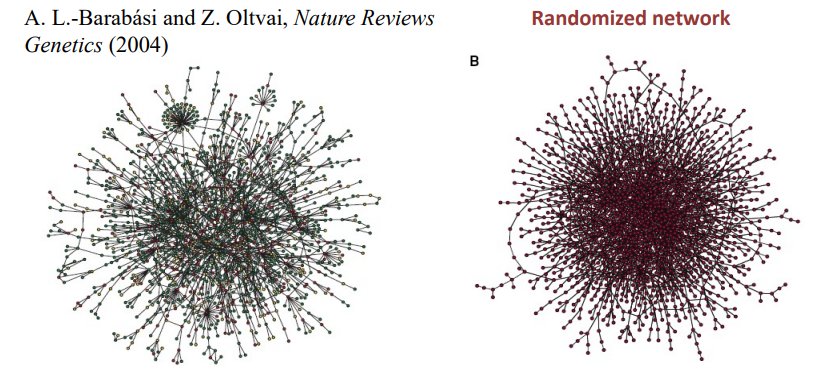 A. L.-Barabási and Z. Oltvai, Nature Reviews
Genetics (2004)
Randomized network
B